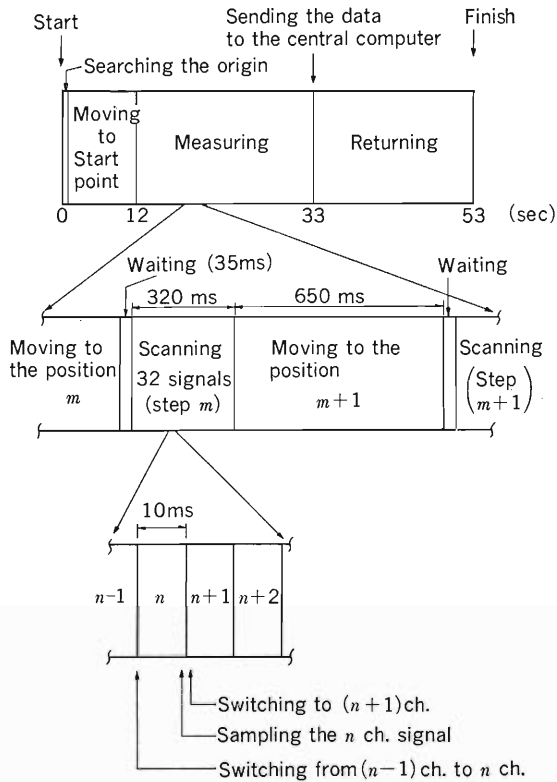 Start
Sending the data
to the central computer
Finish
Searching the origin
Moving
to
Start
point
Measuring
Returning
0 12 33 53 (sec)
Waiting (35ms)
Waiting
320 ms 650 ms
Moving to
the position
m
Scanning
32 signals
(step m)
Moving to the
position
m+1
Scanning
(Step
m+1)
10ms
n-1 n n+1 n+2
Switching to (n+1)ch.
Sampling the n ch. signal
Switching from(n−1) ch. to n ch.